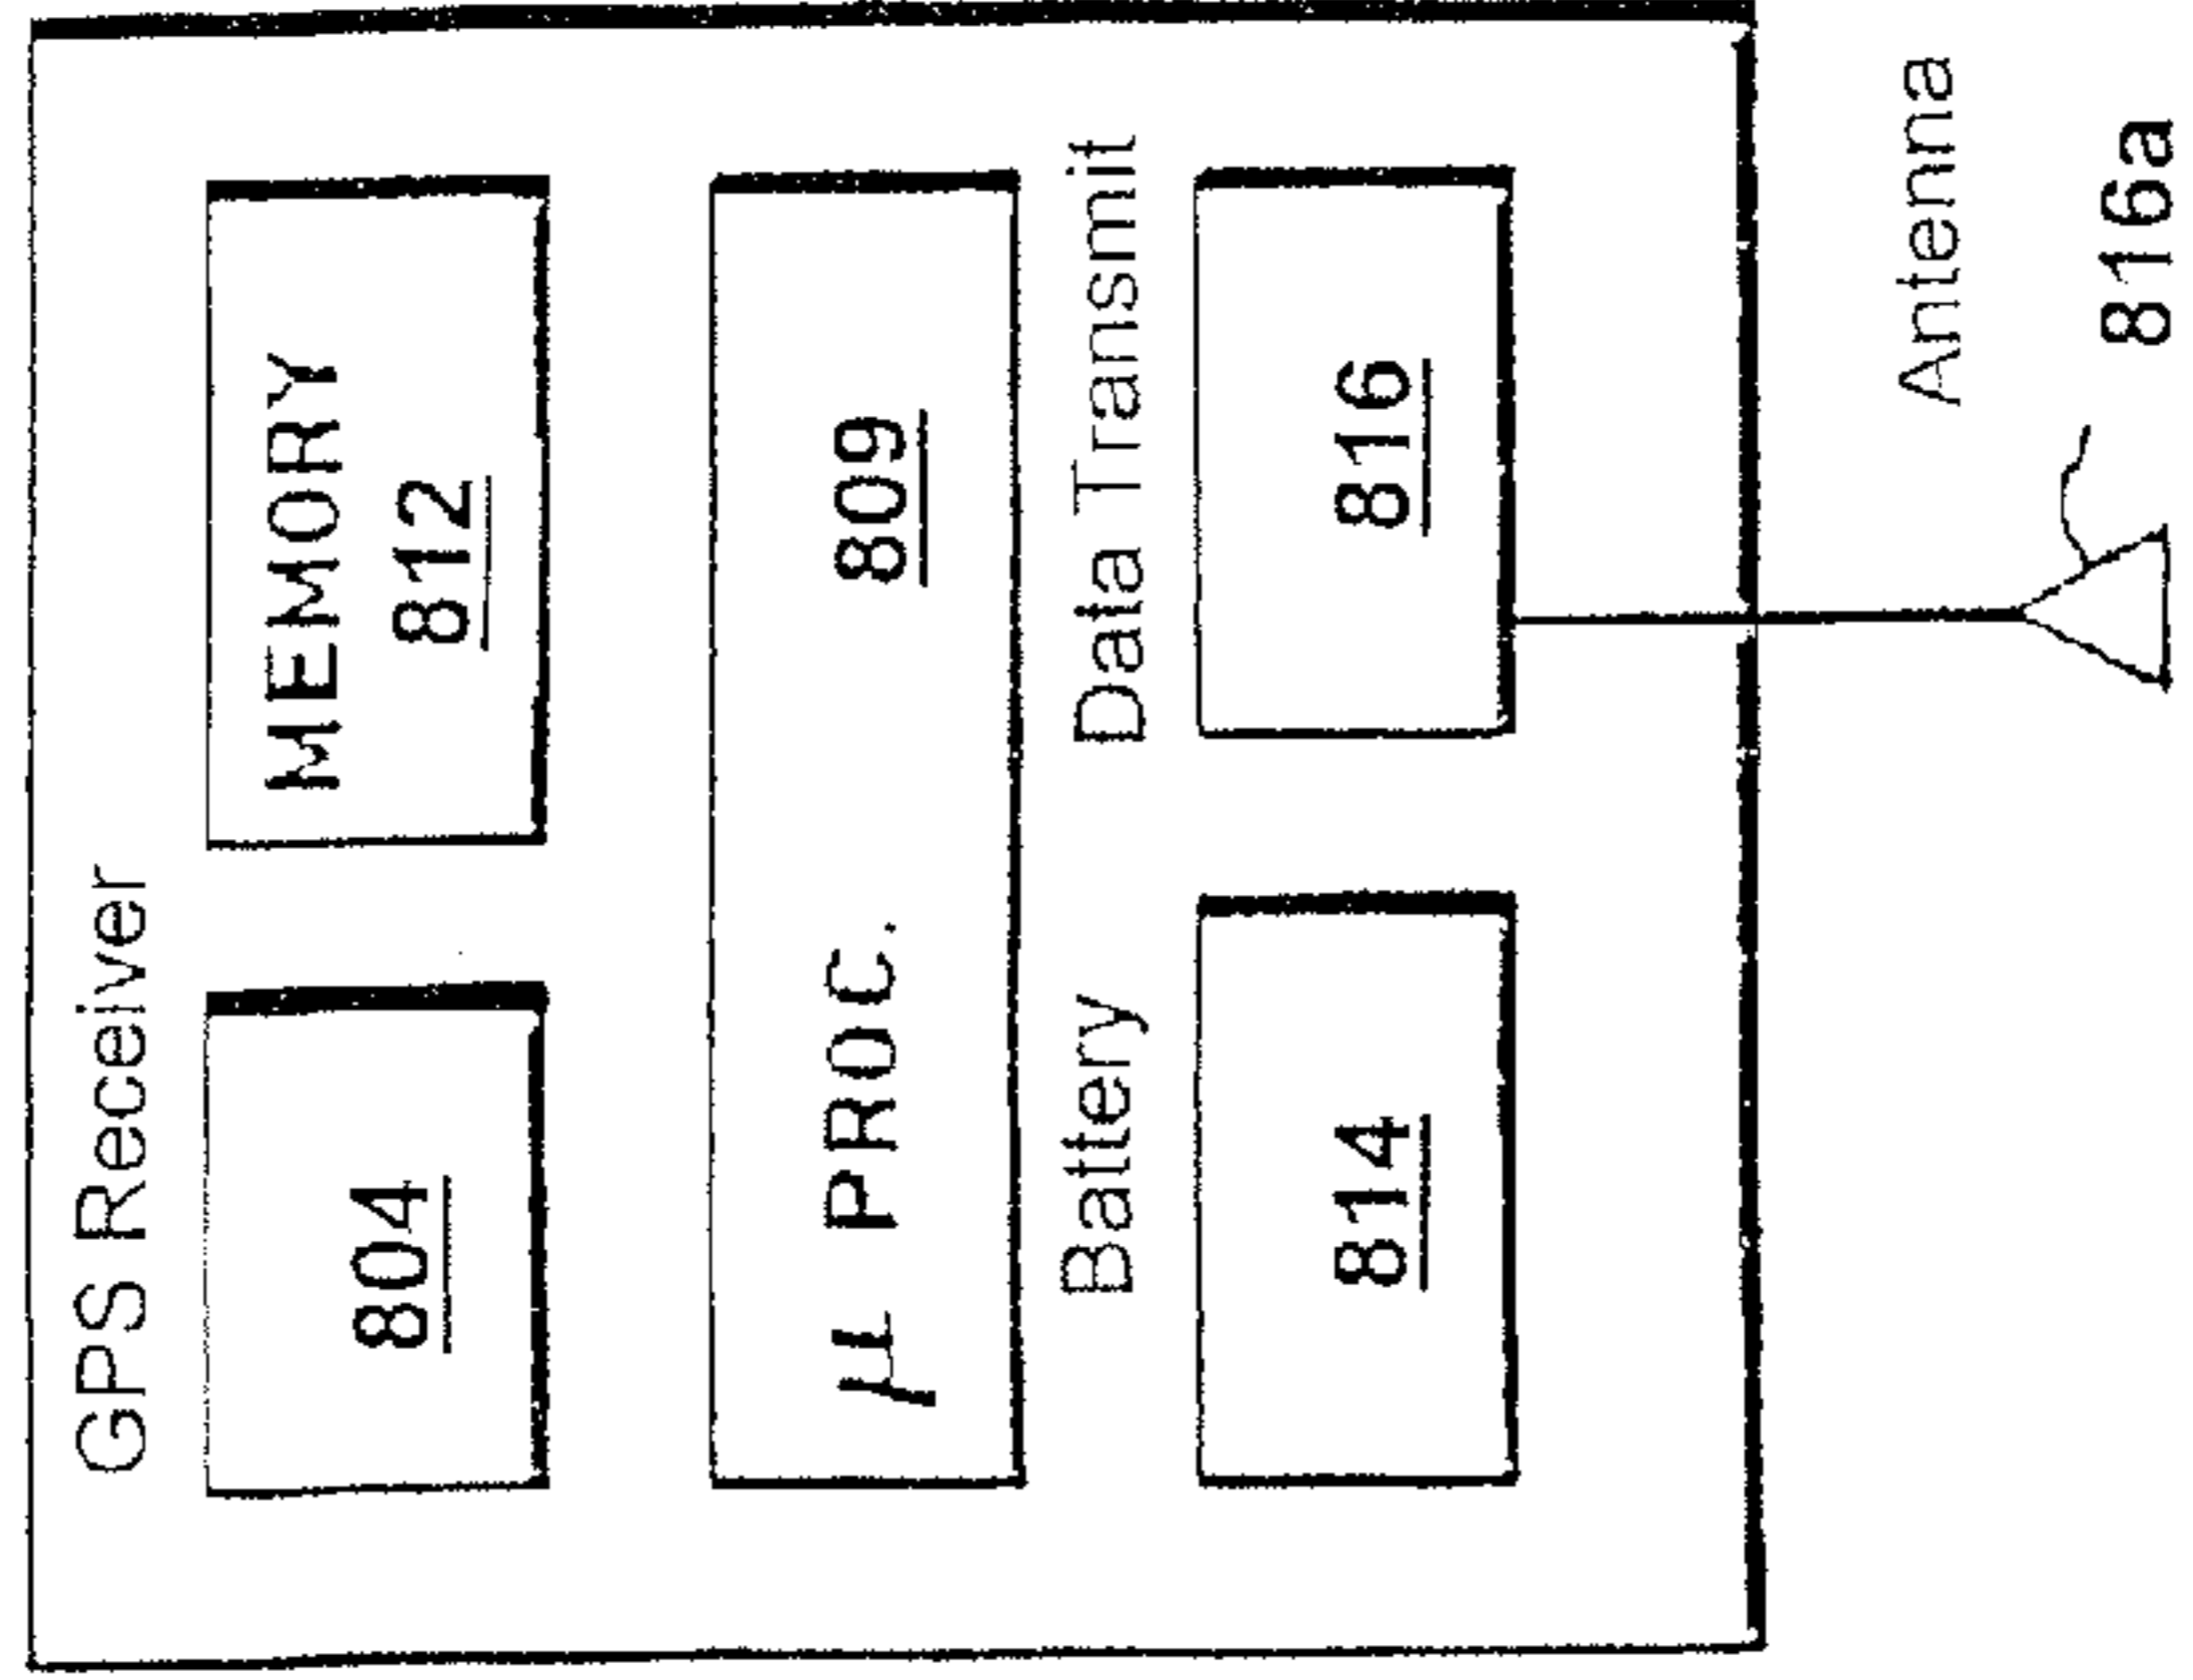 GPS Receiver
804
MEMORY
812
μ PROC. 809
Battery
814
Data Transmit
816
Antenna
816a